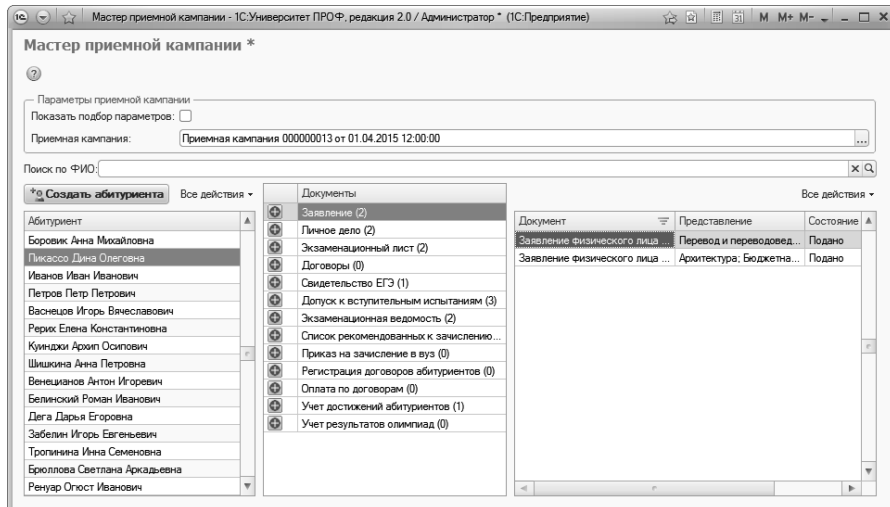 Мастер приемной кампании - 1С:Университет ПРОФ, редакция 2.0 / Администратор * (1С:Предприятие)
M M+ M-
Мастер приемной кампании *
Параметры приемной кампании
Показать подбор параметров:
Приемная кампания: Приемная кампания 000000013 от 01.04.2015 12:00:00 ...
Поиск по ФИО:
Создать абитуриента Все действия
Абитуриент
Боровик Анна Михайловна
Пикассо Дина Олеговна
Иванов Иван Иванович
Петров Петр Петрович
Васнецов Игорь Вячеславович
Рерих Елена Константиновна
Куинджи Архип Осипович
Шишкина Анна Петровна
Венецианов Антон Игоревич
Белинский Роман Иванович
Дега Дарья Егоровна
Забелин Игорь Евгеньевич
Тропинина Инна Семеновна
Брюллова Светлана Аркадьевна
Ренуар Огюст Иванович
Документы
Заявление (2)
Личное дело (2)
Экзаменационный лист (2)
Договоры (0)
Свидетельство ЕГЭ (1)
Допуск к вступительным испытаниям (3)
Экзаменационная ведомость (2)
Список рекомендованных к зачислению...
Приказ на зачисление в вуз (0)
Регистрация договоров абитуриентов (0)
Оплата по договорам (0)
Учет достижений абитуриентов (1)
Учет результатов олимпиад (0)
Все действия
Документ Представление Состояние
Заявление физического лица ... Перевод и переводовед... Подано
Заявление физического лица ... Архитектура; Бюджетна... Подано